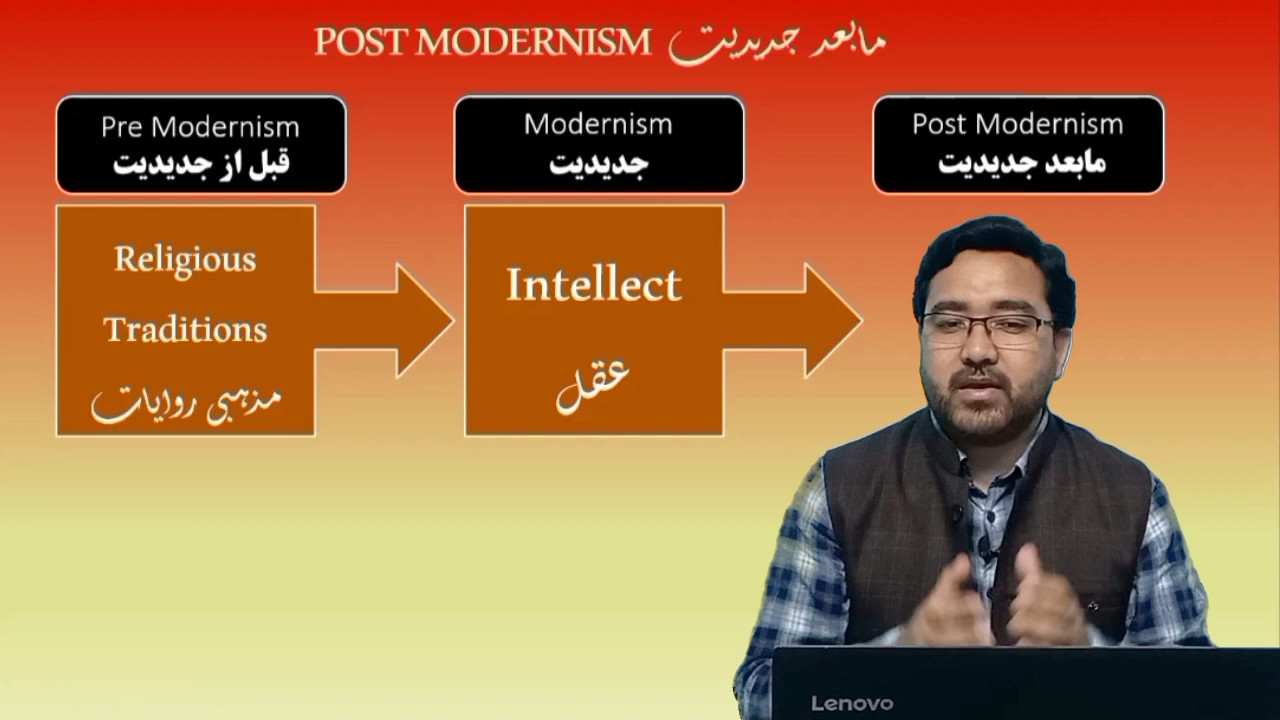 POST MODERNISM مابعد جدیدیت
Pre Modernism
قبل از جدیدیت
Modernism
جدیدیت
Post Modernism
مابعد جدیدیت
Religious
Traditions
مذہبی روایات
Intellect
عقل
Lenovo